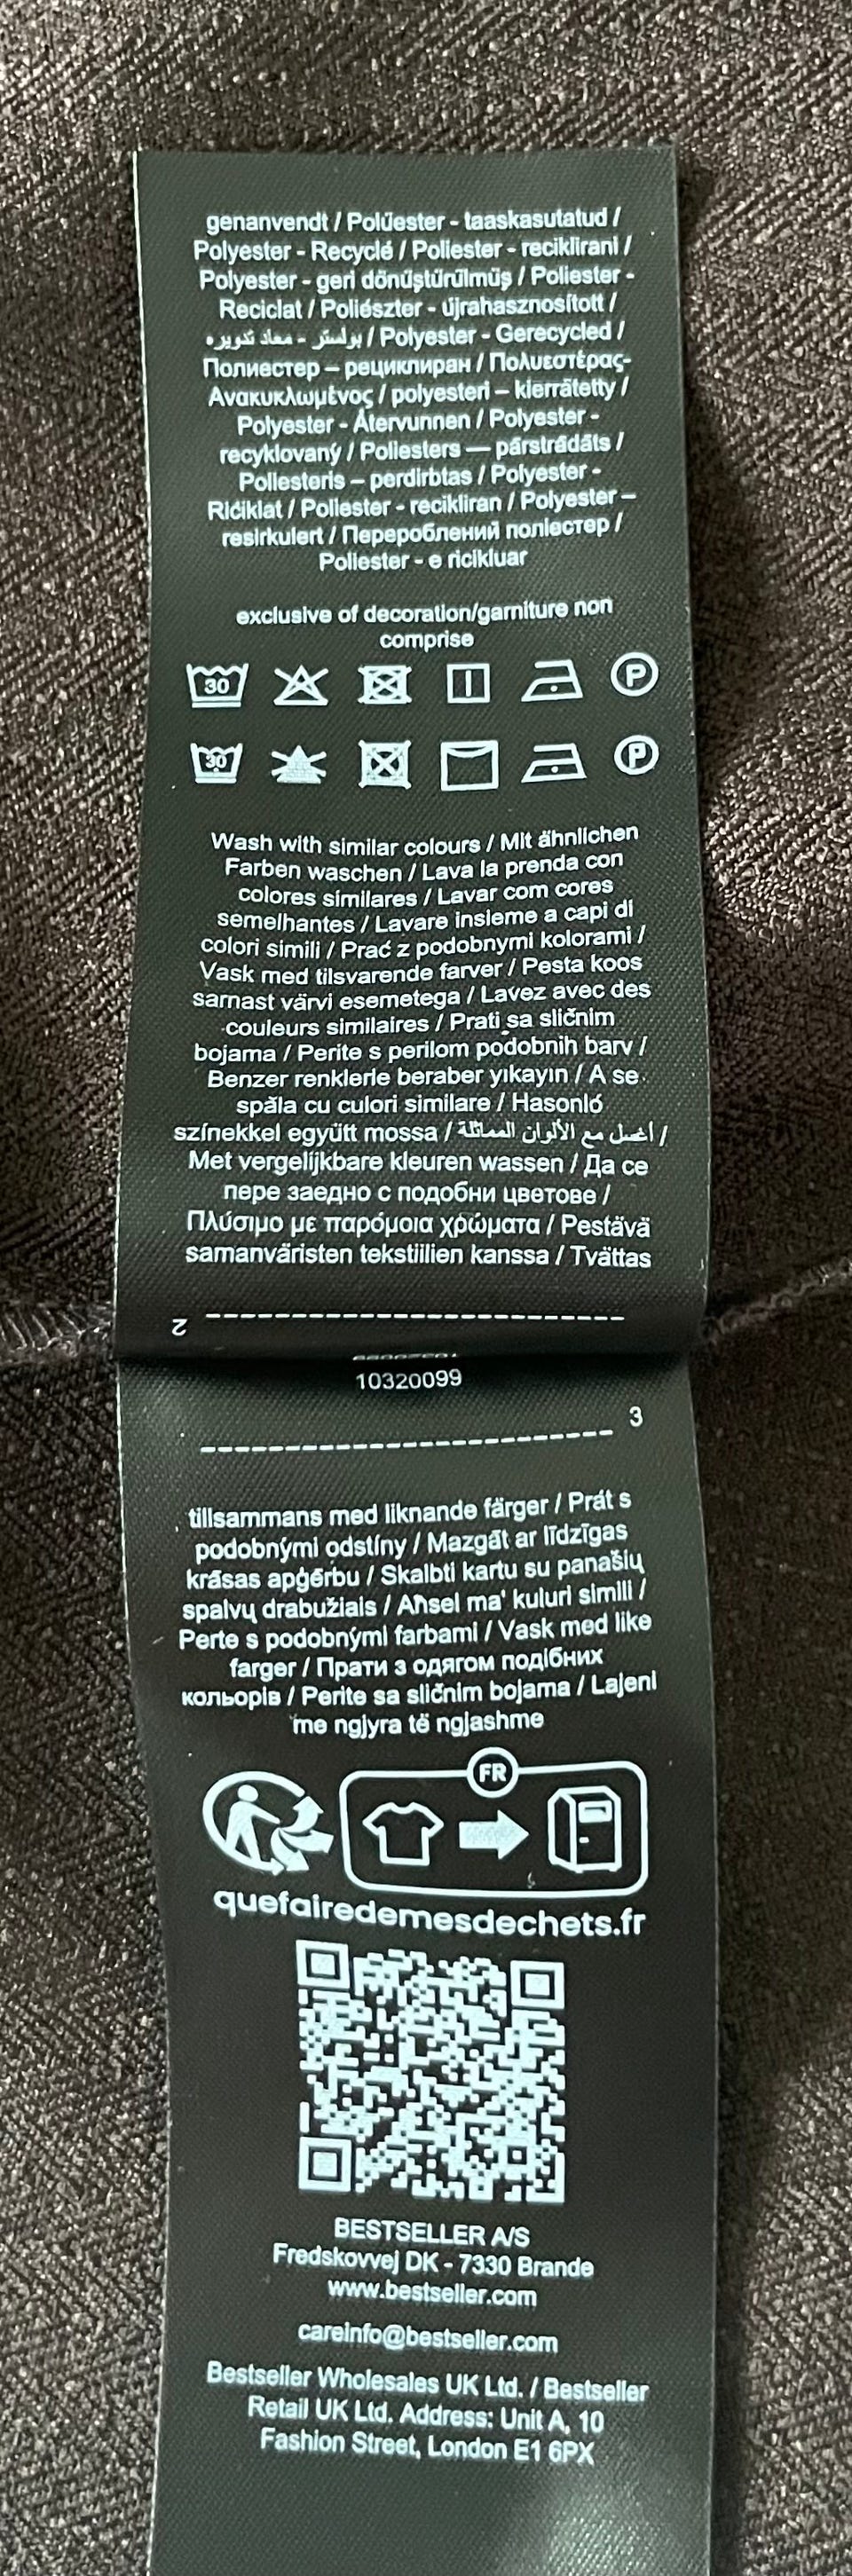 genanvendt / Polüester - taaskasutatud /
Polyester - Recyclé / Poliester - reciklirani /
Polyester - geri dönüştürülmüş / Poliester -
Reciclat / Poliészter - újrahasznosított /
بوليستر - معاد تدويره / Polyester - Gerecycled /
Полиестер – рециклиран / Πολυεστέρας-
Ανακυκλωμένος / polyesteri – kierrätetty /
Polyester - Återvunnen / Polyester -
recyklovaný / Poliesters — pārstrādāts /
Poliesteris – perdirbtas / Polyester -
Riċiklat / Poliester - recikliran / Polyester –
resirkulert / Перероблений поліестер /
Poliester - e ricikluar
exclusive of decoration/garniture non
comprise
30 P
30 P
Wash with similar colours / Mit ähnlichen
Farben waschen / Lava la prenda con
colores similares / Lavar com cores
semelhantes / Lavare insieme a capi di
colori simili / Prać z podobnymi kolorami /
Vask med tilsvarende farver / Pesta koos
sarnast värvi esemetega / Lavez avec des
couleurs similaires / Prati sa sličnim
bojama / Perite s perilom podobnih barv /
Benzer renklerle beraber yıkayın / A se
spăla cu culori similare / Hasonló
színekkel együtt mossa / أغسل مع الألوان المماثلة /
Met vergelijkbare kleuren wassen / Да се
пере заедно с подобни цветове /
Πλύσιμο με παρόμοια χρώματα / Pestävä
samanväristen tekstiilien kanssa / Tvättas
2
10320099
3
tillsammans med liknande färger / Prát s
podobnými odstíny / Mazgāt ar līdzīgas
krāsas apģērbu / Skalbti kartu su panašių
spalvų drabužiais / Aħsel ma' kuluri simili /
Perte s podobnými farbami / Vask med like
farger / Прати з одягом подібних
кольорів / Perite sa sličnim bojama / Lajeni
me ngjyra të ngjashme
FR
quefairedemesdechets.fr
BESTSELLER A/S
Fredskovvej DK - 7330 Brande
www.bestseller.com
careinfo@bestseller.com
Bestseller Wholesales UK Ltd. / Bestseller
Retail UK Ltd. Address: Unit A, 10
Fashion Street, London E1 6PX